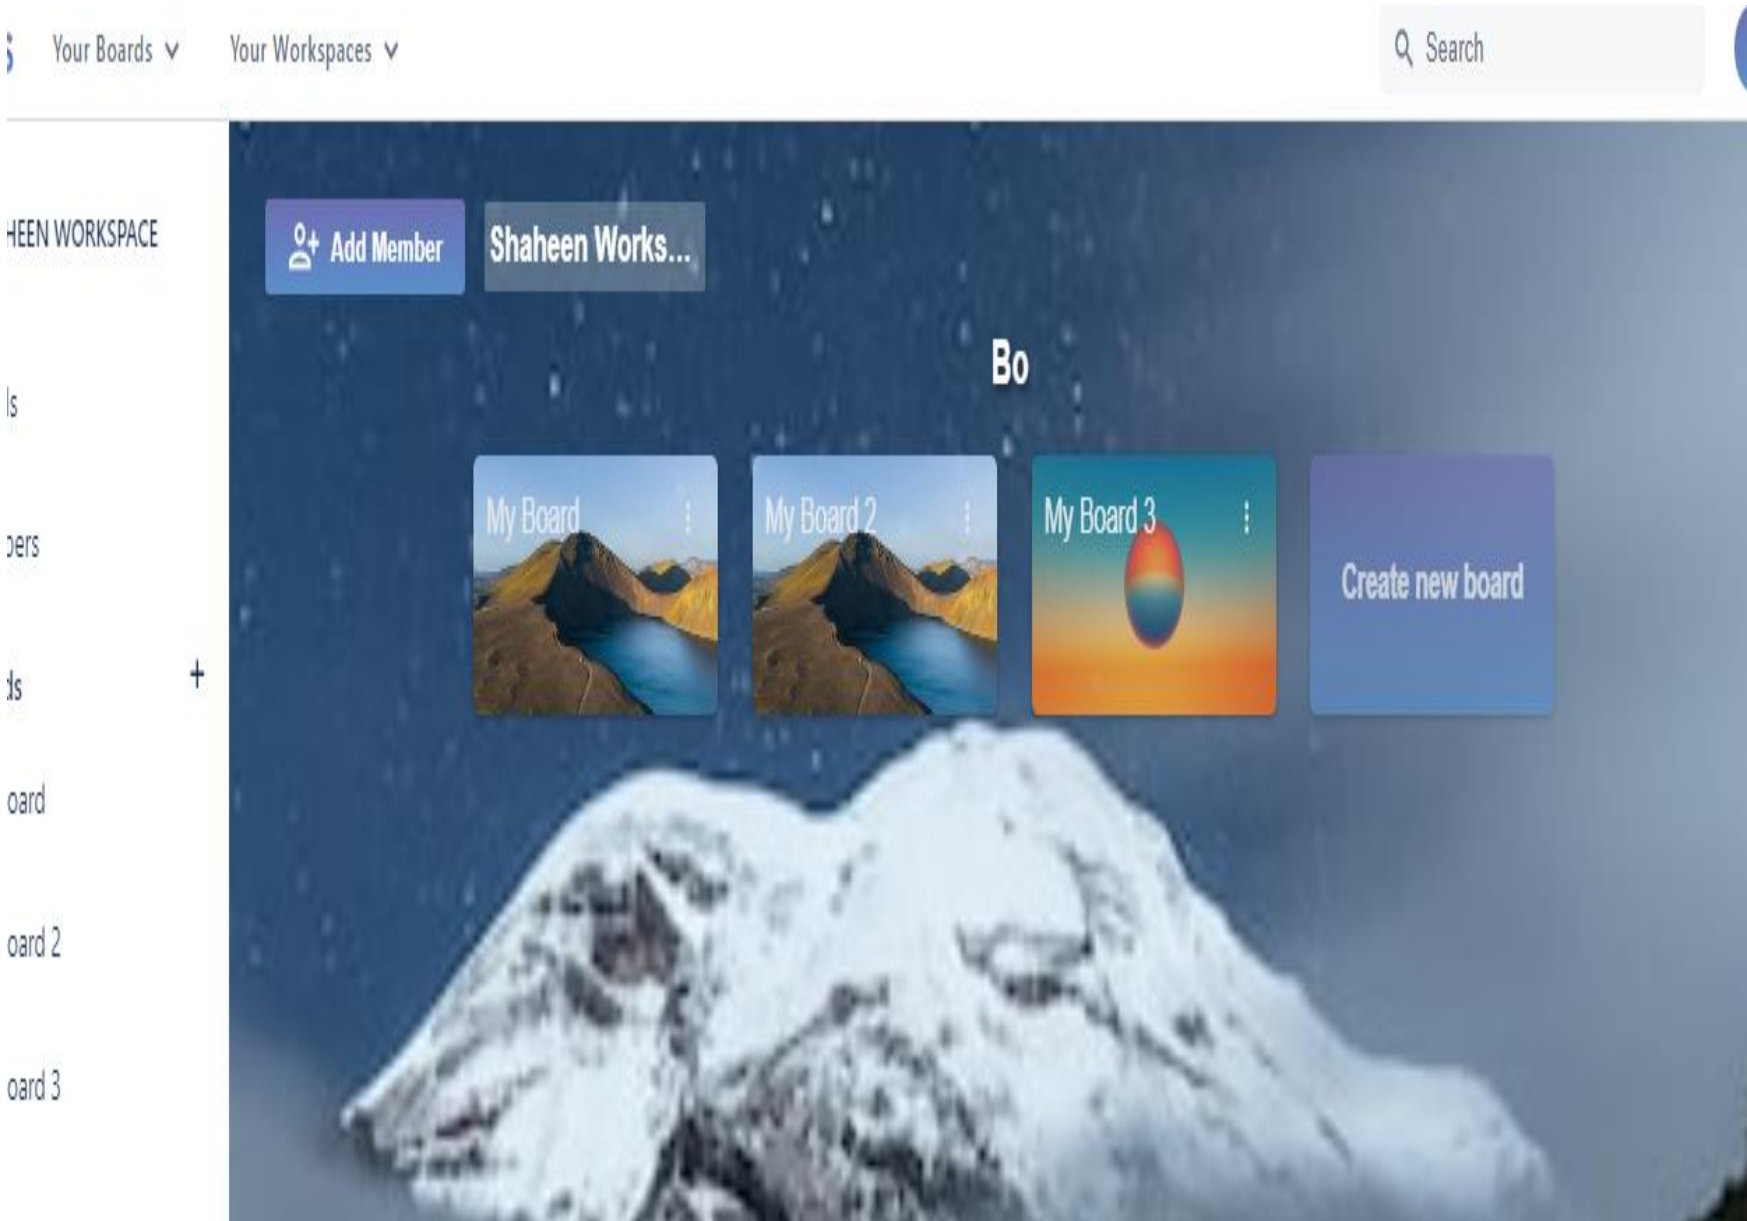 Your Boards
Your Workspaces
Search
HEEN WORKSPACE
Add Member
Shaheen Works...
Bo
ls
bers
ds
+
oard
oard 2
oard 3
My Board
My Board 2
My Board 3
Create new board